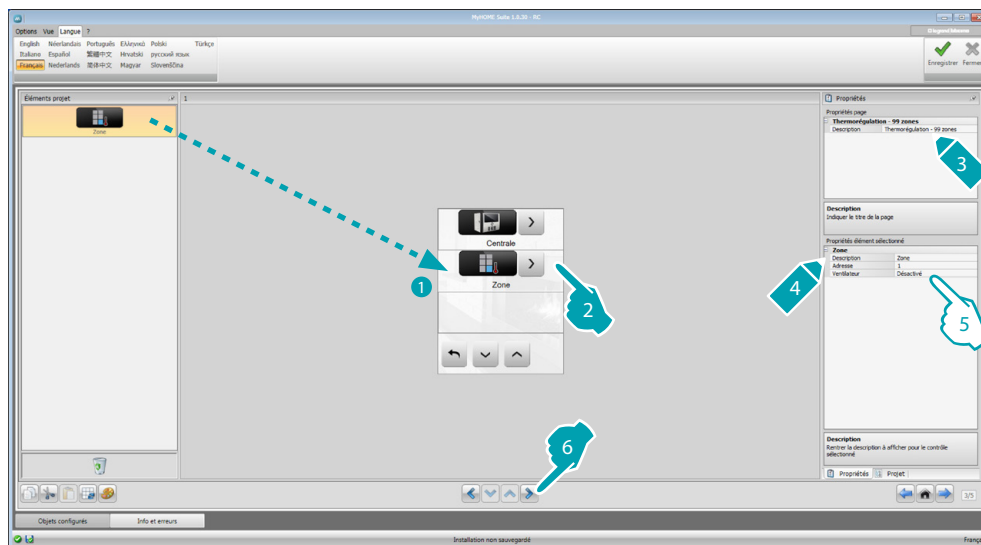 MyHOME Suite 1.0.30 - RC
Options Vue Langue ?
English Néerlandais Português Ελληνικά Polski Türkçe
Italiano Español 繁體中文 Hrvatski русский язык
Français Nederlands 简体中文 Magyar Slovenščina
Enregistrer Fermer
Éléments projet
1
Zone
Centrale
Zone
1
2
Propriétés
Propriétés page
Thermorégulation - 99 zones
Description Thermorégulation - 99 zones
3
Description
Indiquer le titre de la page
Propriétés élément sélectionné
Zone
Description Zone
Adresse 1
Ventilateur Désactivé
4
5
6
Description
Rentrer la description à afficher pour le contrôle
sélectionné
Propriétés Projet
3/5
Objets configurés Info et erreurs
Installation non sauvegardé
França